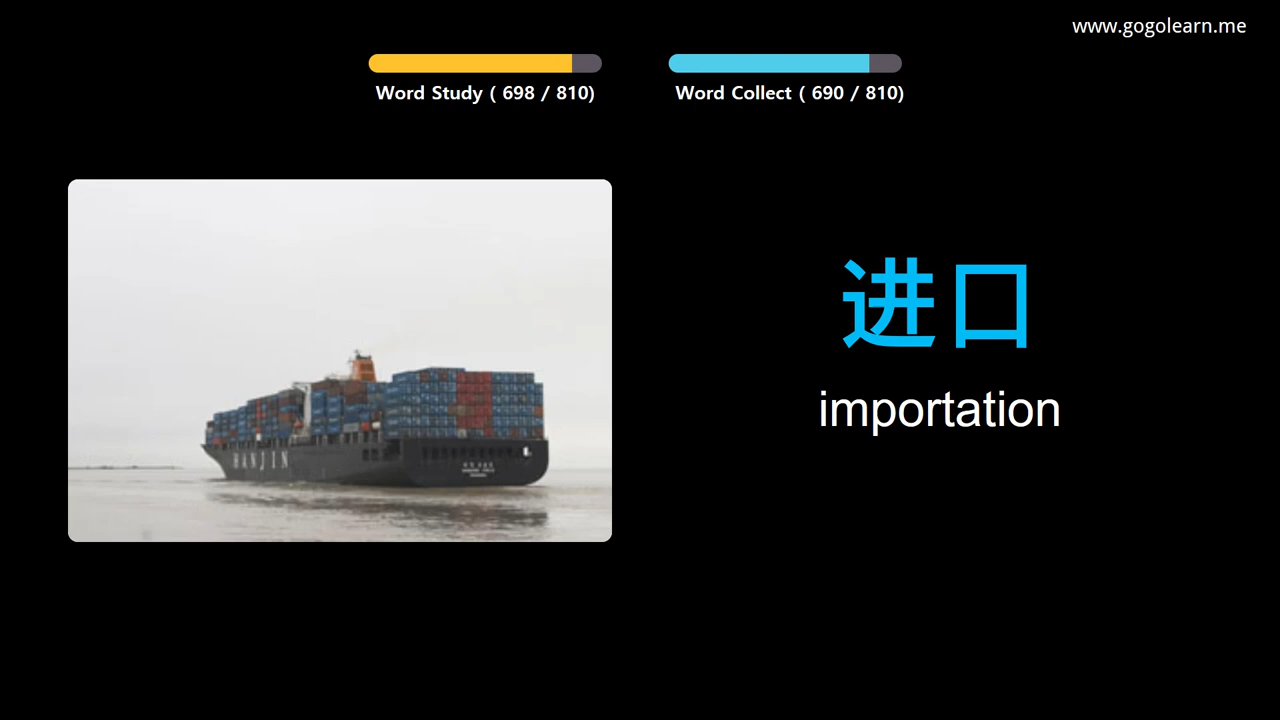 www.gogolearn.me
Word Study ( 698 / 810)
Word Collect ( 690 / 810)
进口
importation
HANJIN